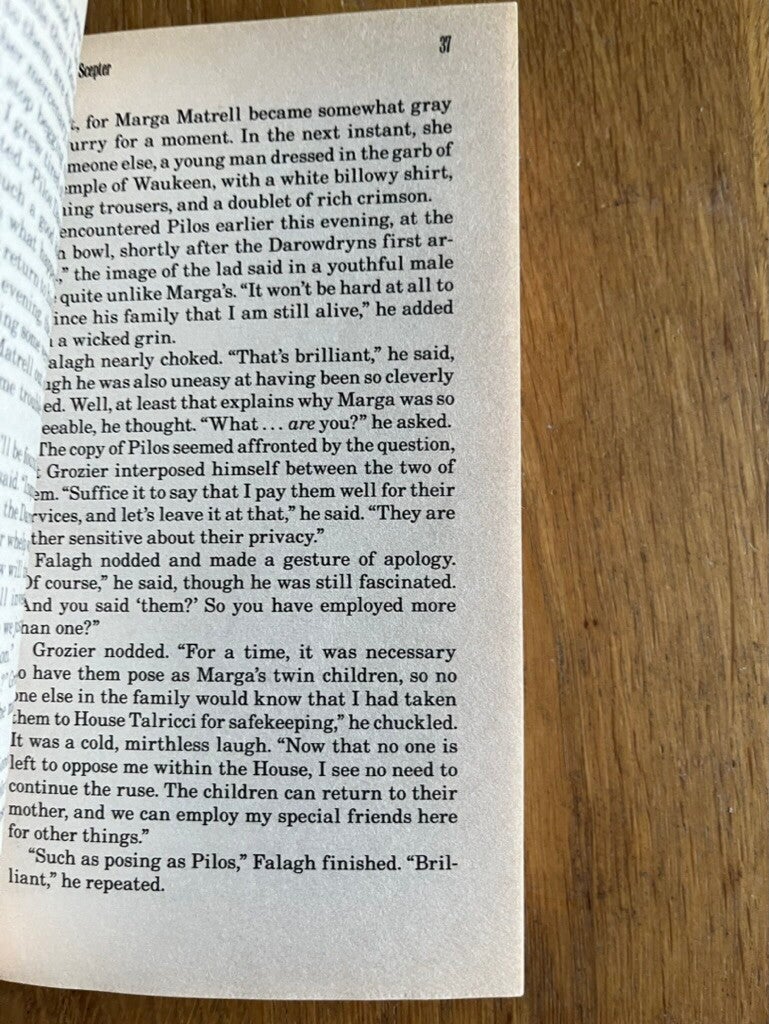 Scepter 37
t, for Marga Matrell became somewhat gray
urry for a moment. In the next instant, she
meone else, a young man dressed in the garb of
emple of Waukeen, with a white billowy shirt,
ning trousers, and a doublet of rich crimson.
encountered Pilos earlier this evening, at the
n bowl, shortly after the Darowdryns first ar-
," the image of the lad said in a youthful male
quite unlike Marga's. "It won't be hard at all to
ince his family that I am still alive," he added
a wicked grin.
alagh nearly choked. "That's brilliant," he said,
ugh he was also uneasy at having been so cleverly
ed. Well, at least that explains why Marga was so
eeable, he thought. "What . . . are you?" he asked.
The copy of Pilos seemed affronted by the question,
t Grozier interposed himself between the two of
em. "Suffice it to say that I pay them well for their
rvices, and let's leave it at that," he said. "They are
ther sensitive about their privacy."
Falagh nodded and made a gesture of apology.
Of course," he said, though he was still fascinated.
And you said 'them?' So you have employed more
han one?"
Grozier nodded. "For a time, it was necessary
o have them pose as Marga's twin children, so no
one else in the family would know that I had taken
them to House Talricci for safekeeping," he chuckled.
It was a cold, mirthless laugh. "Now that no one is
left to oppose me within the House, I see no need to
continue the ruse. The children can return to their
mother, and we can employ my special friends here
for other things."
"Such as posing as Pilos," Falagh finished. "Bril-
liant," he repeated.